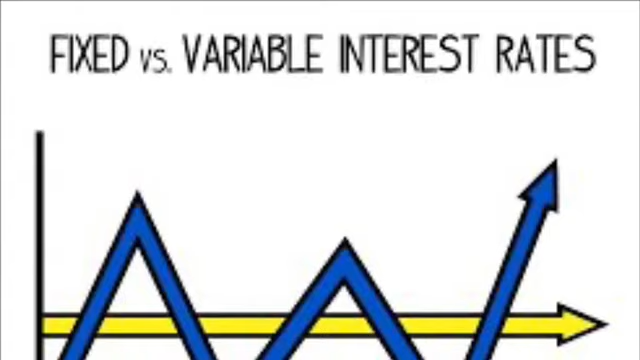 FIXED vs. VARIABLE INTEREST RATES